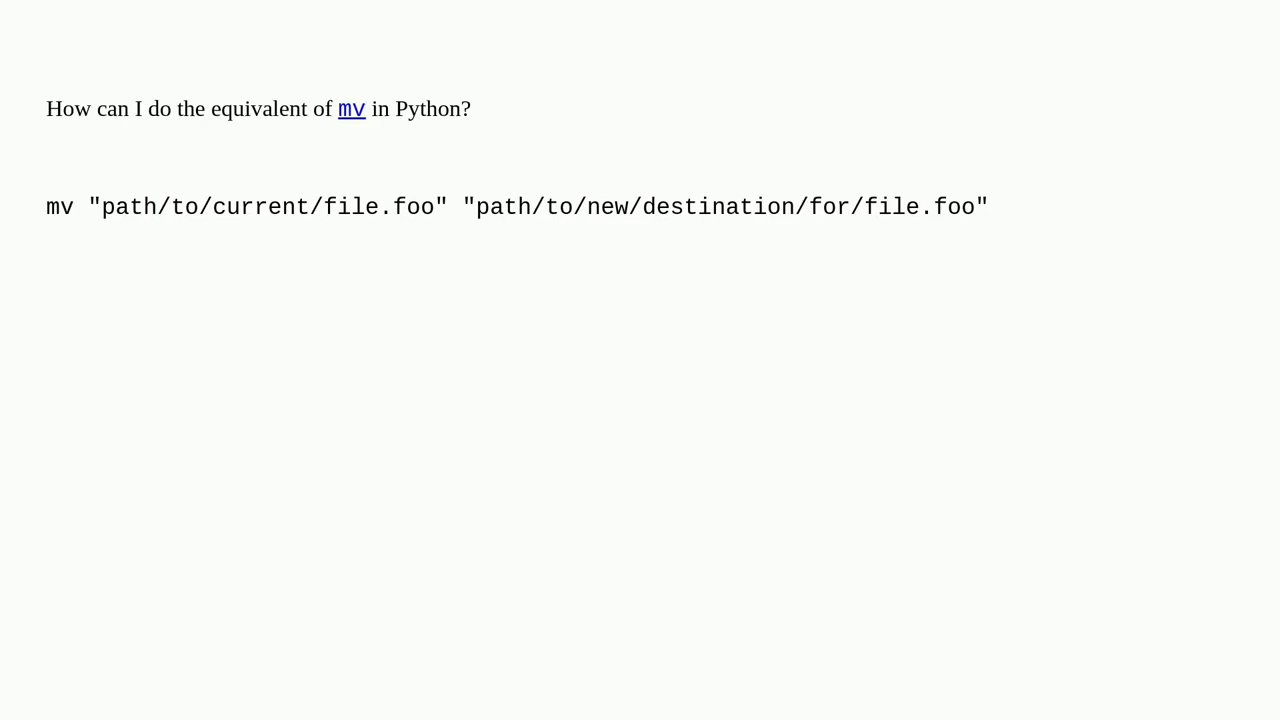 How can I do the equivalent of mv in Python?
mv "path/to/current/file.foo" "path/to/new/destination/for/file.foo"